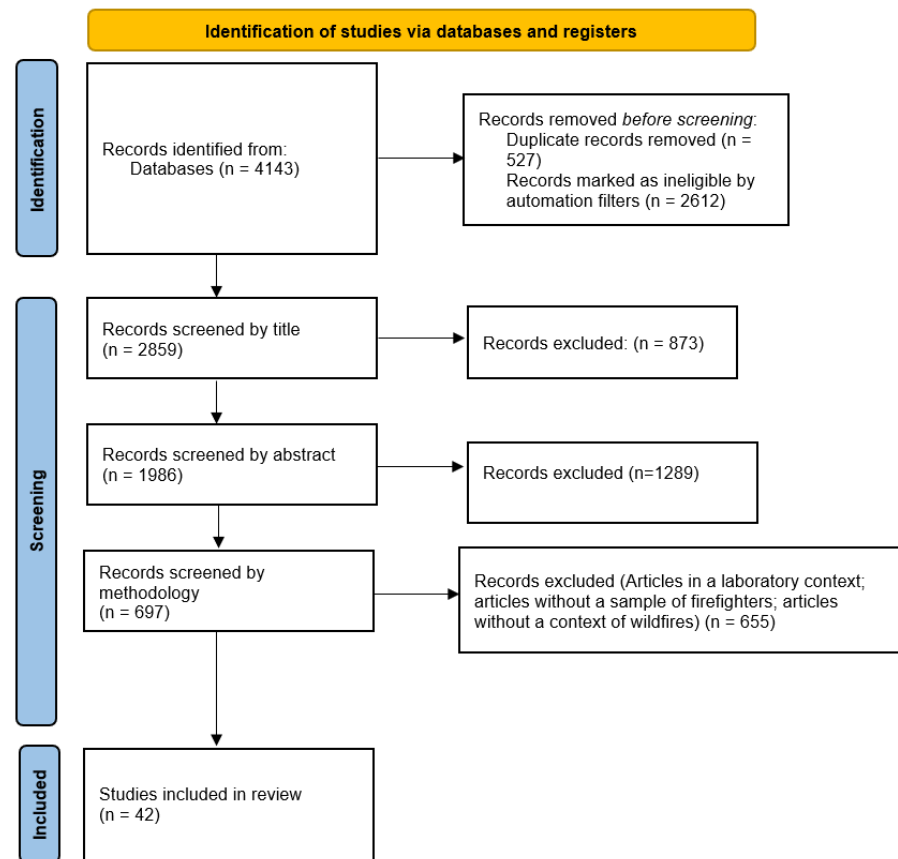 Identification of studies via databases and registers
Identification
Records identified from:
Databases (n = 4143)
Records removed before screening:
Duplicate records removed (n =
527)
Records marked as ineligible by
automation filters (n = 2612)
Screening
Records screened by title
(n = 2859)
Records excluded: (n = 873)
Records screened by abstract
(n = 1986)
Records excluded (n=1289)
Records screened by
methodology
(n = 697)
Records excluded (Articles in a laboratory context;
articles without a sample of firefighters; articles
without a context of wildfires) (n = 655)
Included
Studies included in review
(n = 42)